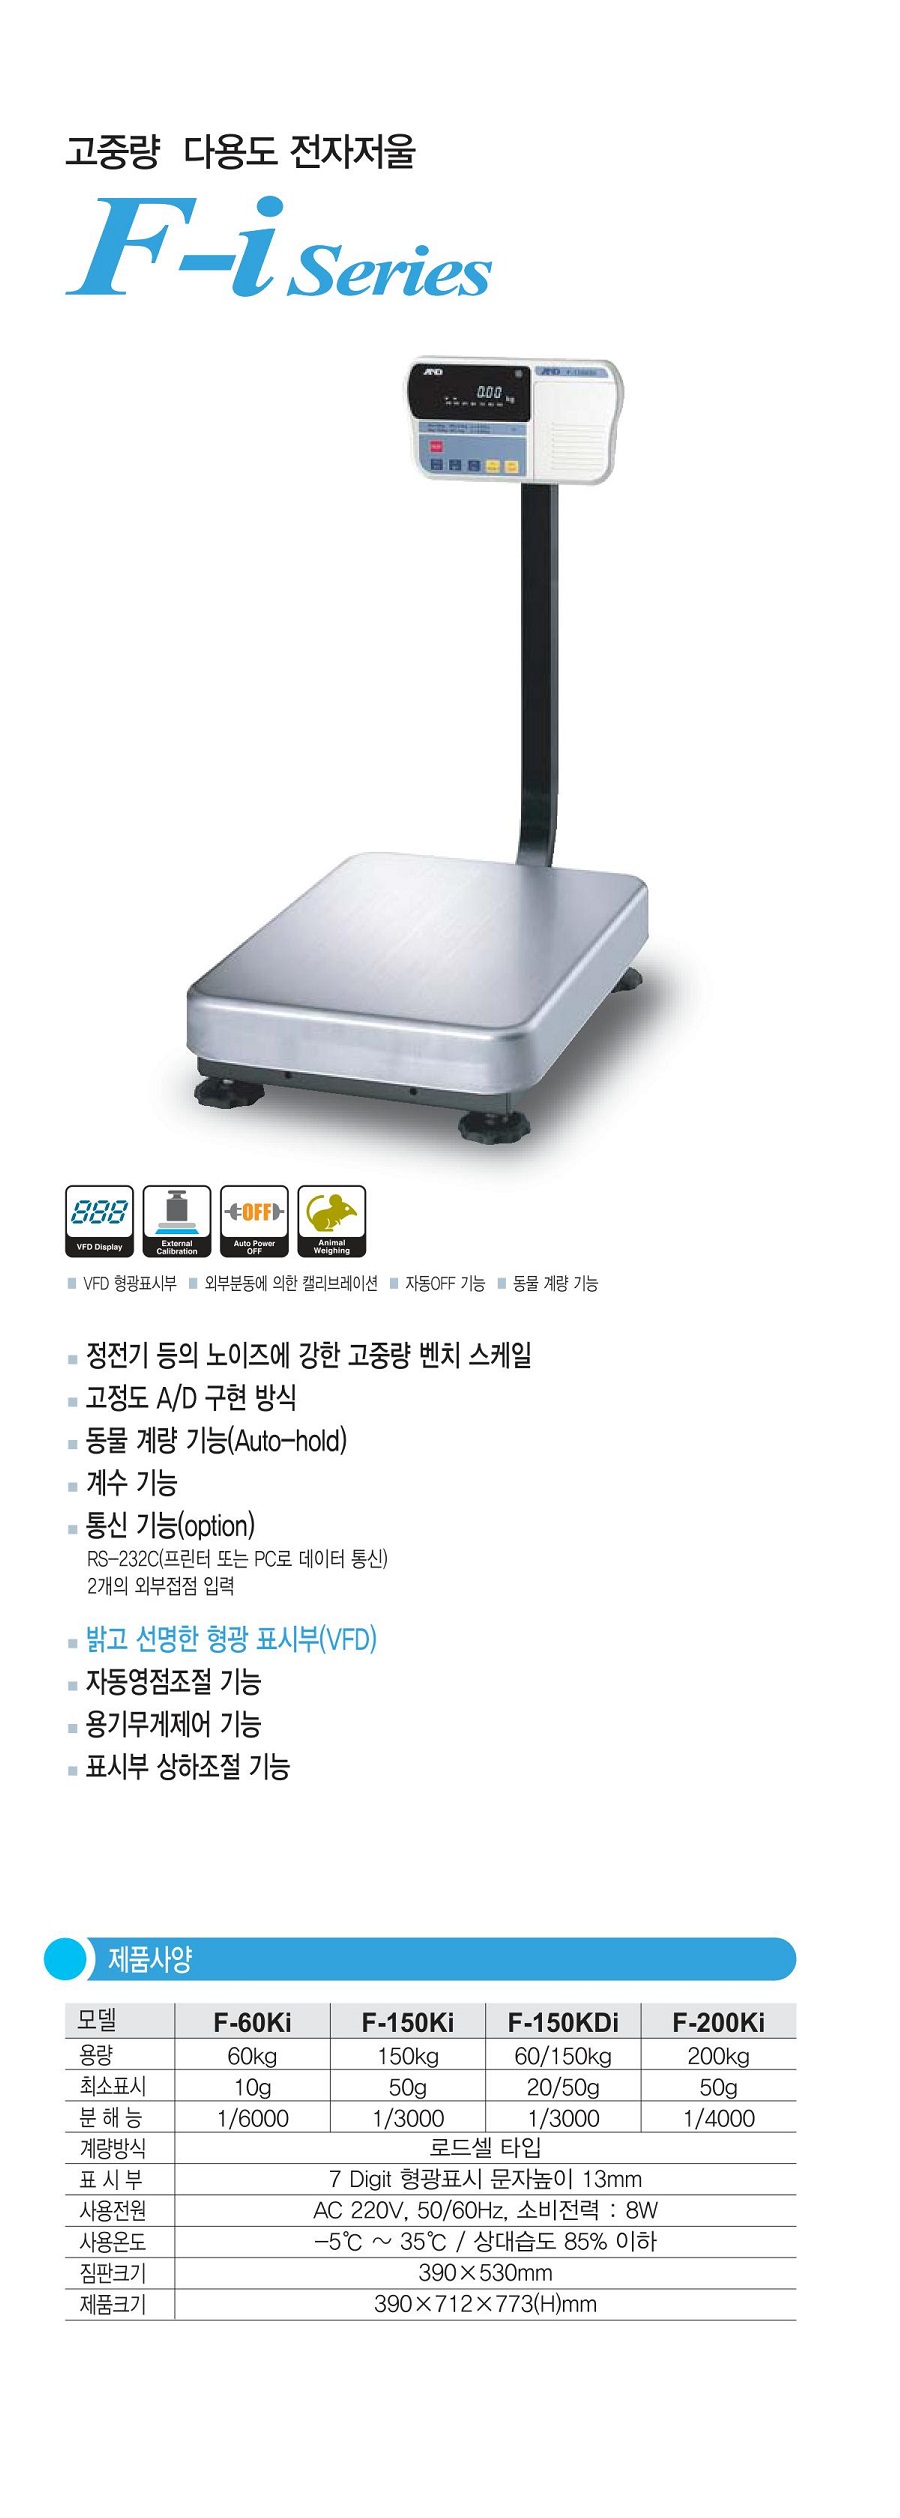 고중량 다용도 전자저울
F-i Series
AND
0.00 kg
AND F-150KDi
888
OFF
VFD Display
External Calibration
Auto Power OFF
Animal Weighing
VFD 형광표시부 외부분동에 의한 캘리브레이션 자동OFF 기능 동물 계량 기능
정전기 등의 노이즈에 강한 고중량 벤치 스케일
고정도 A/D 구현 방식
동물 계량 기능(Auto-hold)
계수 기능
통신 기능(option)
RS-232C(프린터 또는 PC로 데이터 통신)
2개의 외부접점 입력
밝고 선명한 형광 표시부(VFD)
자동영점조절 기능
용기무게제어 기능
표시부 상하조절 기능
제품사양
모델 F-60Ki F-150Ki F-150KDi F-200Ki
용량 60kg 150kg 60/150kg 200kg
최소표시 10g 50g 20/50g 50g
분 해 능 1/6000 1/3000 1/3000 1/4000
계량방식 로드셀 타입
표 시 부 7 Digit 형광표시 문자높이 13mm
사용전원 AC 220V, 50/60Hz, 소비전력 : 8W
사용온도 -5℃ ~ 35℃ / 상대습도 85% 이하
짐판크기 390×530mm
제품크기 390×712×773(H)mm